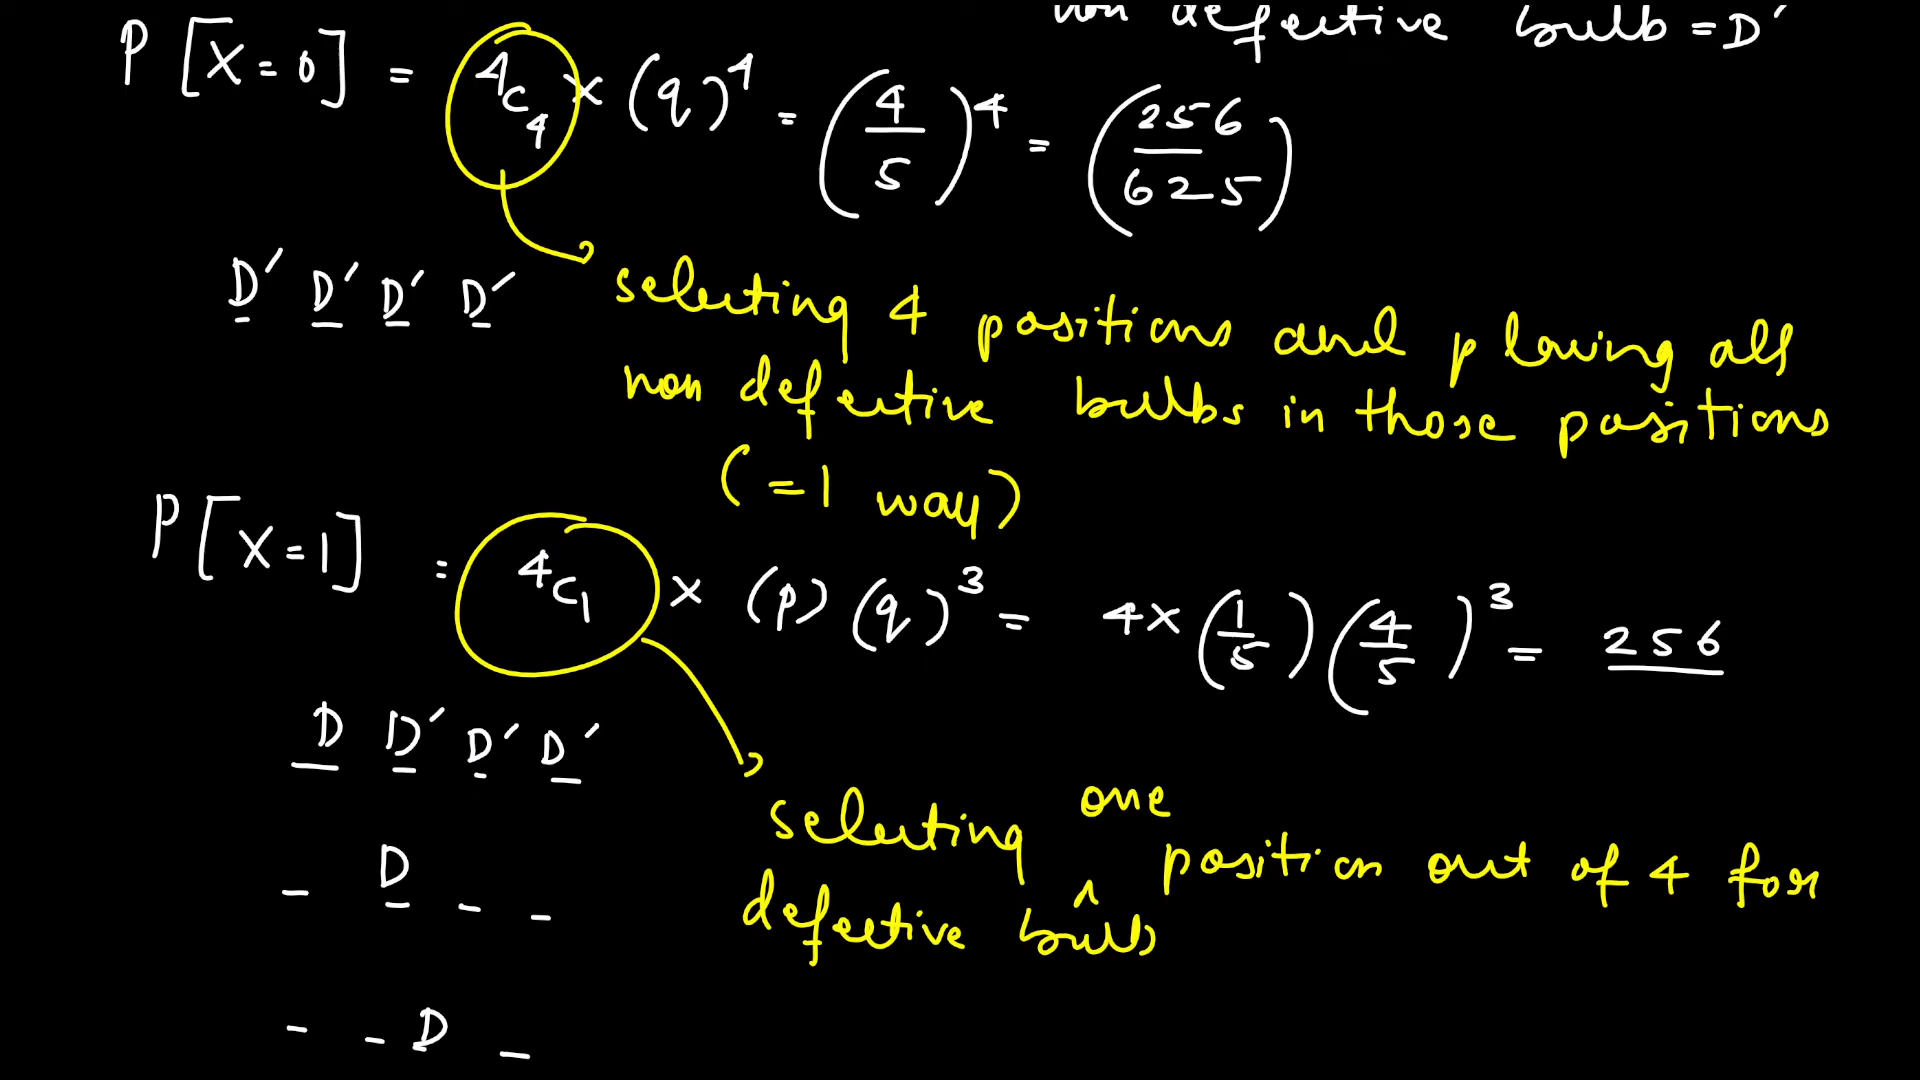 non defective bulb = D′
P[X=0] = ⁴C₄ × (q)⁴ = (4/5)⁴ = (256/625)
D′ D′ D′ D′
selecting 4 positions and placing all
non defective bulbs in those positions
(=1 way)
P[X=1] = ⁴C₁ × (p)(q)³ = 4×(1/5)(4/5)³ = 256
D D′ D′ D′
selecting one position out of 4 for
defective bulb
_ D _ _
_ _ D _